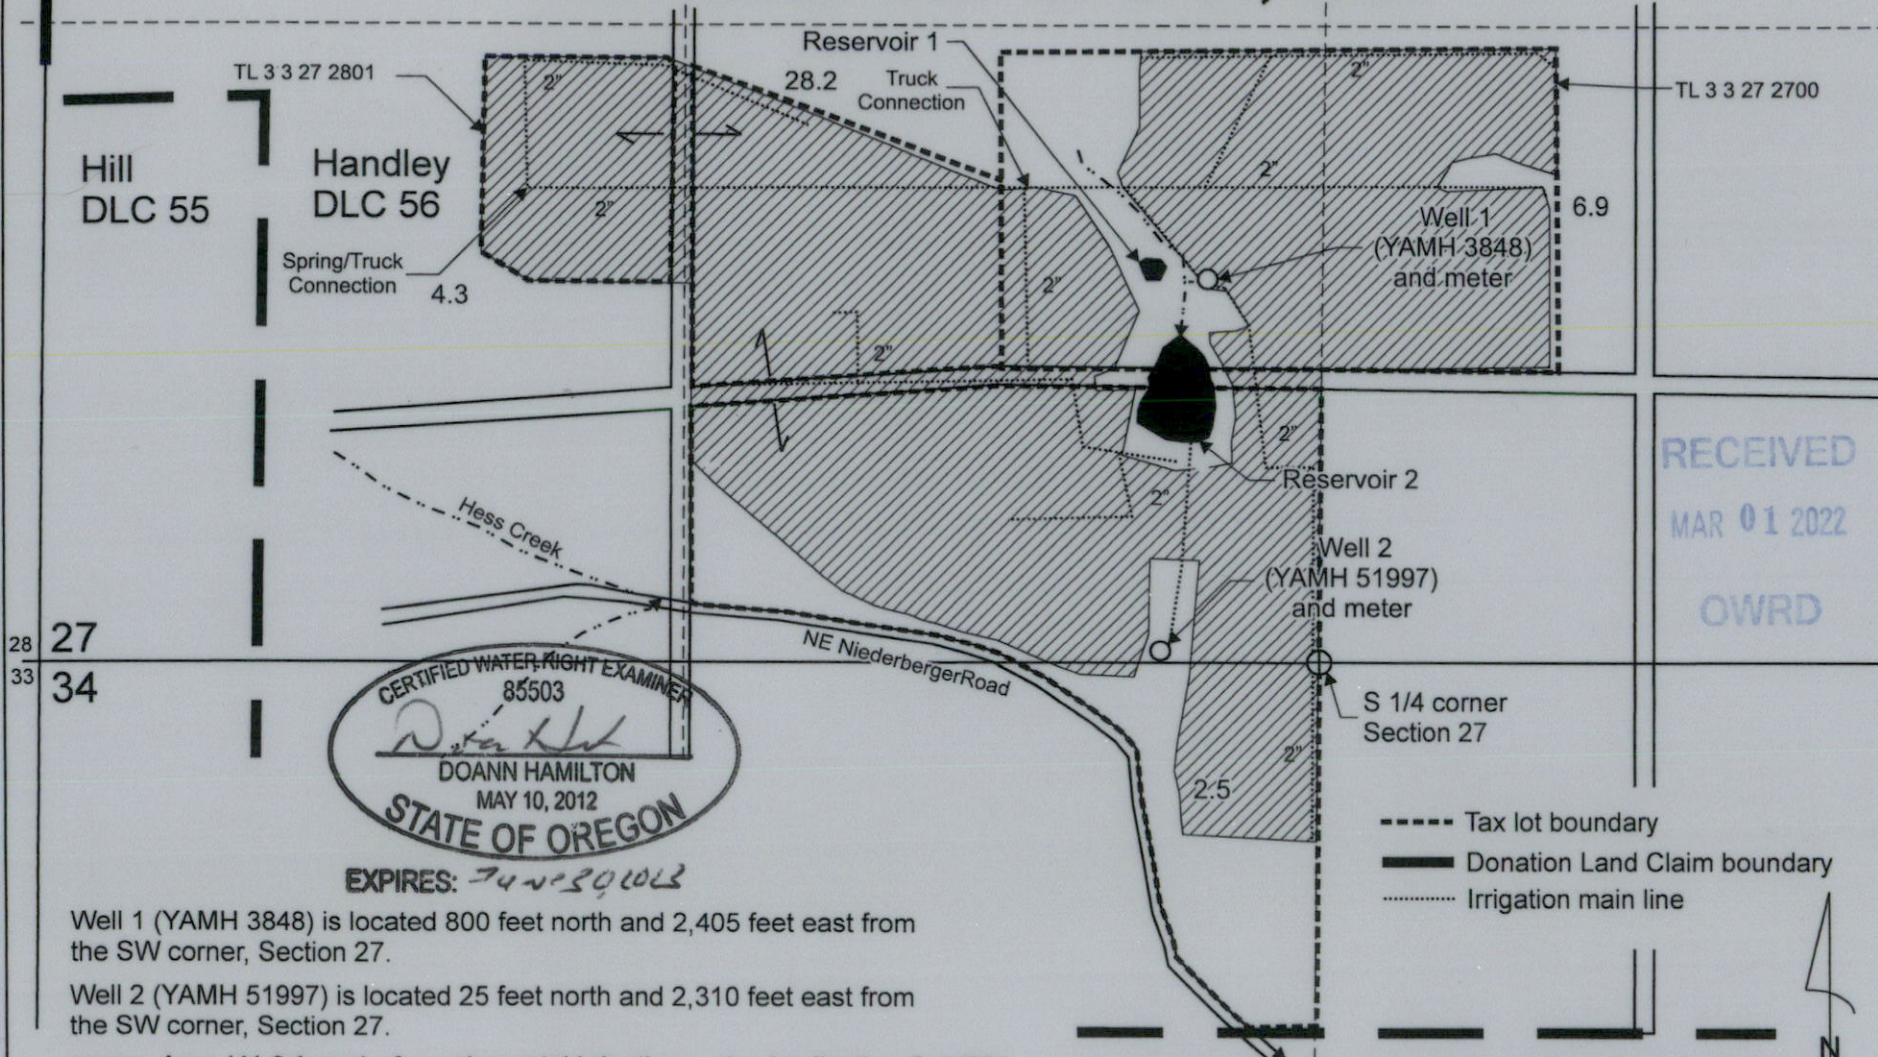 Reservoir 1
TL 3 3 27 2801
28.2
Truck
Connection
TL 3 3 27 2700
2"
2"
Hill
DLC 55
Handley
DLC 56
2"
2"
6.9
Well 1
(YAMH 3848)
and meter
Spring/Truck
Connection
4.3
2"
2"
2"
Reservoir 2
2"
RECEIVED
MAR 01 2022
OWRD
Hess Creek
Well 2
(YAMH 51997)
and meter
28
27
33
34
NE NiederbergerRoad
S 1/4 corner
Section 27
2"
2.5
CERTIFIED WATER RIGHT EXAMINER
85503
DOANN HAMILTON
MAY 10, 2012
STATE OF OREGON
EXPIRES: June 30, 2023
Tax lot boundary
Donation Land Claim boundary
Irrigation main line
N
Well 1 (YAMH 3848) is located 800 feet north and 2,405 feet east from
the SW corner, Section 27.
Well 2 (YAMH 51997) is located 25 feet north and 2,310 feet east from
the SW corner, Section 27.